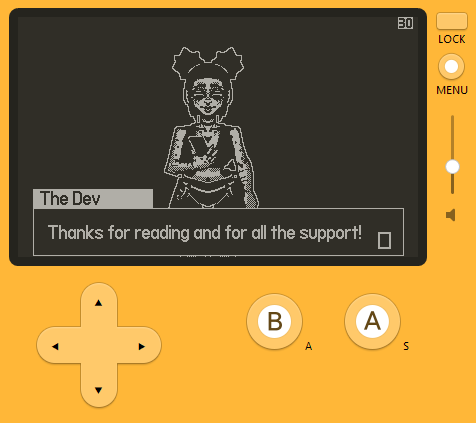 30
LOCK
MENU
The Dev
Thanks for reading and for all the support!
B
A
A
S